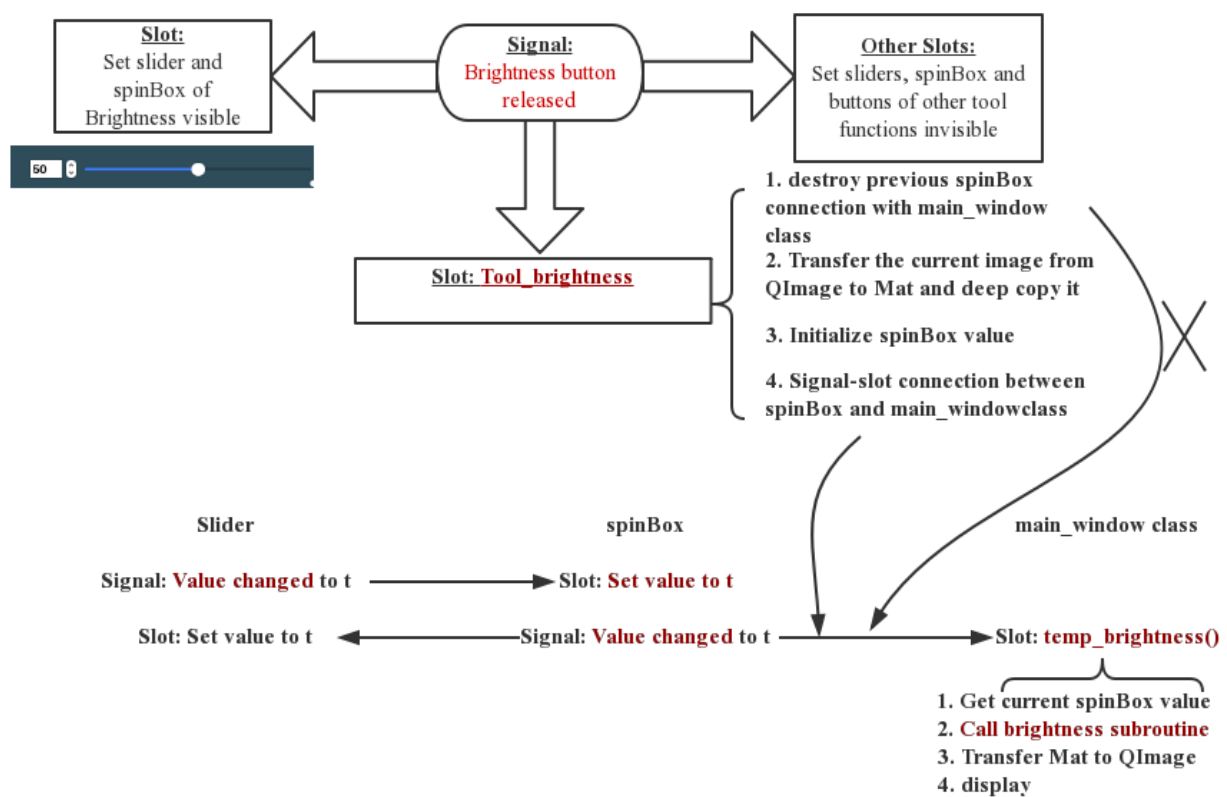 Slot:
Set slider and
spinBox of
Brightness visible
Signal:
Brightness button
released
Other Slots:
Set sliders, spinBox and
buttons of other tool
functions invisible
50
Slot: Tool_brightness
1. destroy previous spinBox
connection with main_window
class
2. Transfer the current image from
QImage to Mat and deep copy it
3. Initialize spinBox value
4. Signal-slot connection between
spinBox and main_windowclass
Slider
spinBox
main_window class
Signal: Value changed to t
Slot: Set value to t
Slot: Set value to t
Signal: Value changed to t
Slot: temp_brightness()
1. Get current spinBox value
2. Call brightness subroutine
3. Transfer Mat to QImage
4. display